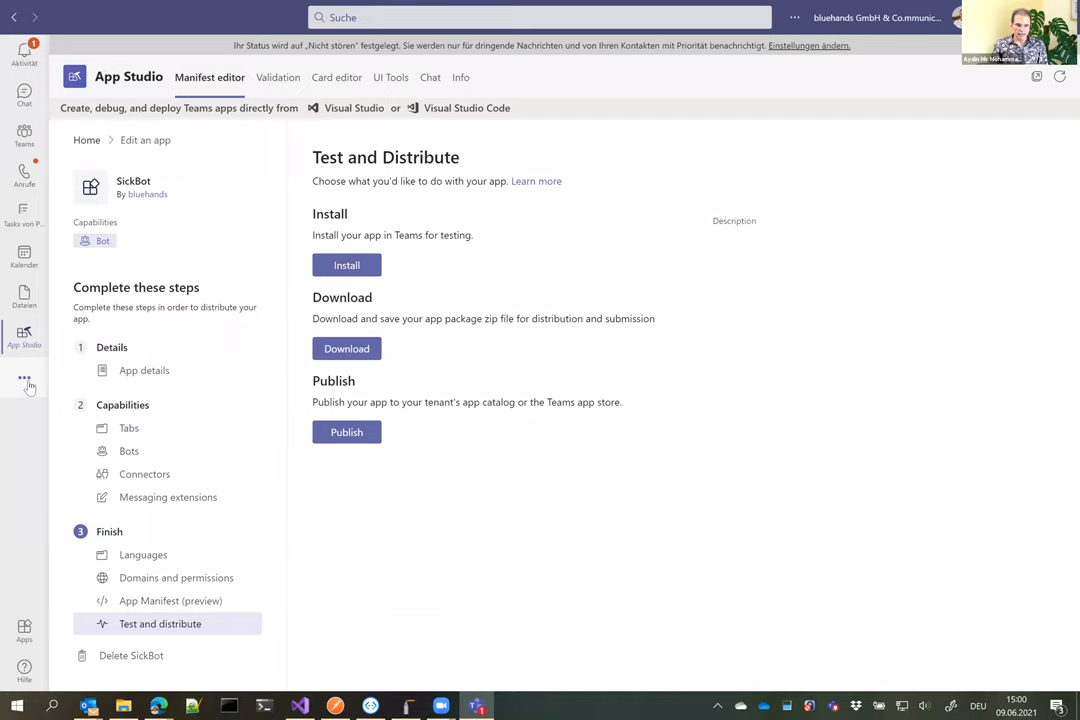 Suche
bluehands GmbH & Co.mmunic...
Ihr Status wird auf „Nicht stören" festgelegt. Sie werden nur für dringende Nachrichten und von Ihren Kontakten mit Priorität benachrichtigt. Einstellungen ändern.
Aktivität
Chat
Teams
Anrufe
Tasks von P...
Kalender
Dateien
App Studio
Apps
Hilfe
App Studio
Manifest editor
Validation
Card editor
UI Tools
Chat
Info
Create, debug, and deploy Teams apps directly from Visual Studio or Visual Studio Code
Home > Edit an app
SickBot
By bluehands
Capabilities
Bot
Complete these steps
Complete these steps in order to distribute your
app.
1 Details
App details
2 Capabilities
Tabs
Bots
Connectors
Messaging extensions
3 Finish
Languages
Domains and permissions
App Manifest (preview)
Test and distribute
Delete SickBot
Test and Distribute
Choose what you'd like to do with your app. Learn more
Install
Install your app in Teams for testing.
Install
Download
Download and save your app package zip file for distribution and submission
Download
Publish
Publish your app to your tenant's app catalog or the Teams app store.
Publish
Description
DEU
15:00
09.06.2021